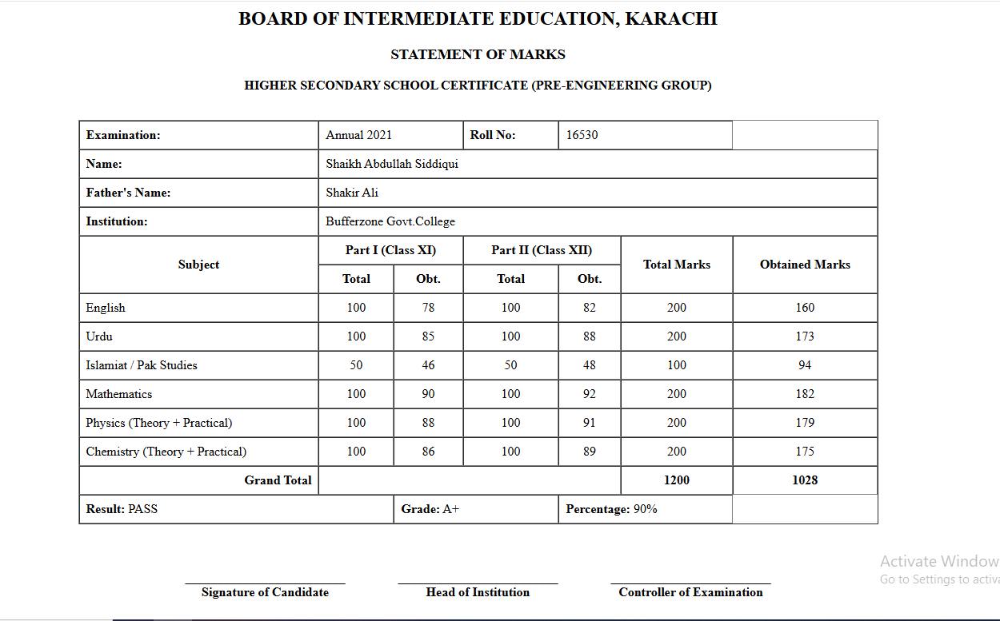 BOARD OF INTERMEDIATE EDUCATION, KARACHI
STATEMENT OF MARKS
HIGHER SECONDARY SCHOOL CERTIFICATE (PRE-ENGINEERING GROUP)
Examination: Annual 2021 Roll No: 16530
Name: Shaikh Abdullah Siddiqui
Father's Name: Shakir Ali
Institution: Bufferzone Govt.College
Subject Part I (Class XI) Part II (Class XII) Total Marks Obtained Marks
Total Obt. Total Obt.
English 100 78 100 82 200 160
Urdu 100 85 100 88 200 173
Islamiat / Pak Studies 50 46 50 48 100 94
Mathematics 100 90 100 92 200 182
Physics (Theory + Practical) 100 88 100 91 200 179
Chemistry (Theory + Practical) 100 86 100 89 200 175
Grand Total 1200 1028
Result: PASS Grade: A+ Percentage: 90%
Activate Window
Go to Settings to activa
Signature of Candidate Head of Institution Controller of Examination